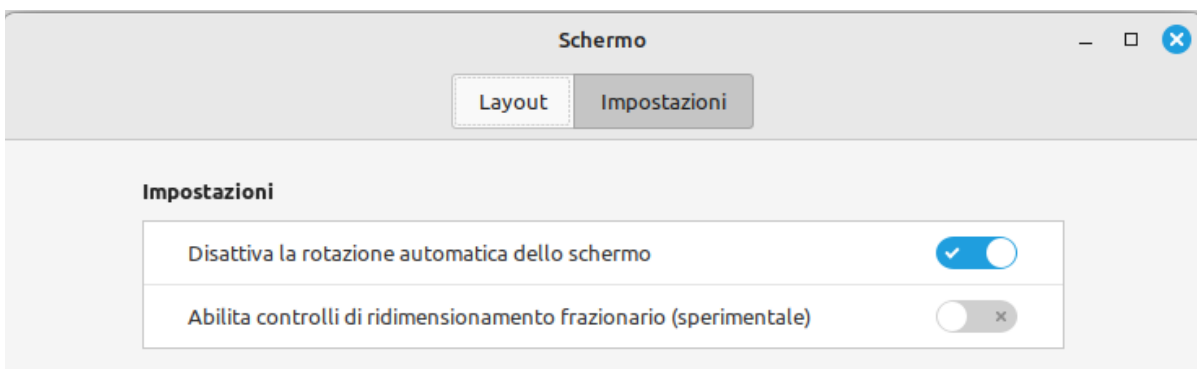 Schermo
Layout
Impostazioni
Impostazioni
Disattiva la rotazione automatica dello schermo
Abilita controlli di ridimensionamento frazionario (sperimentale)